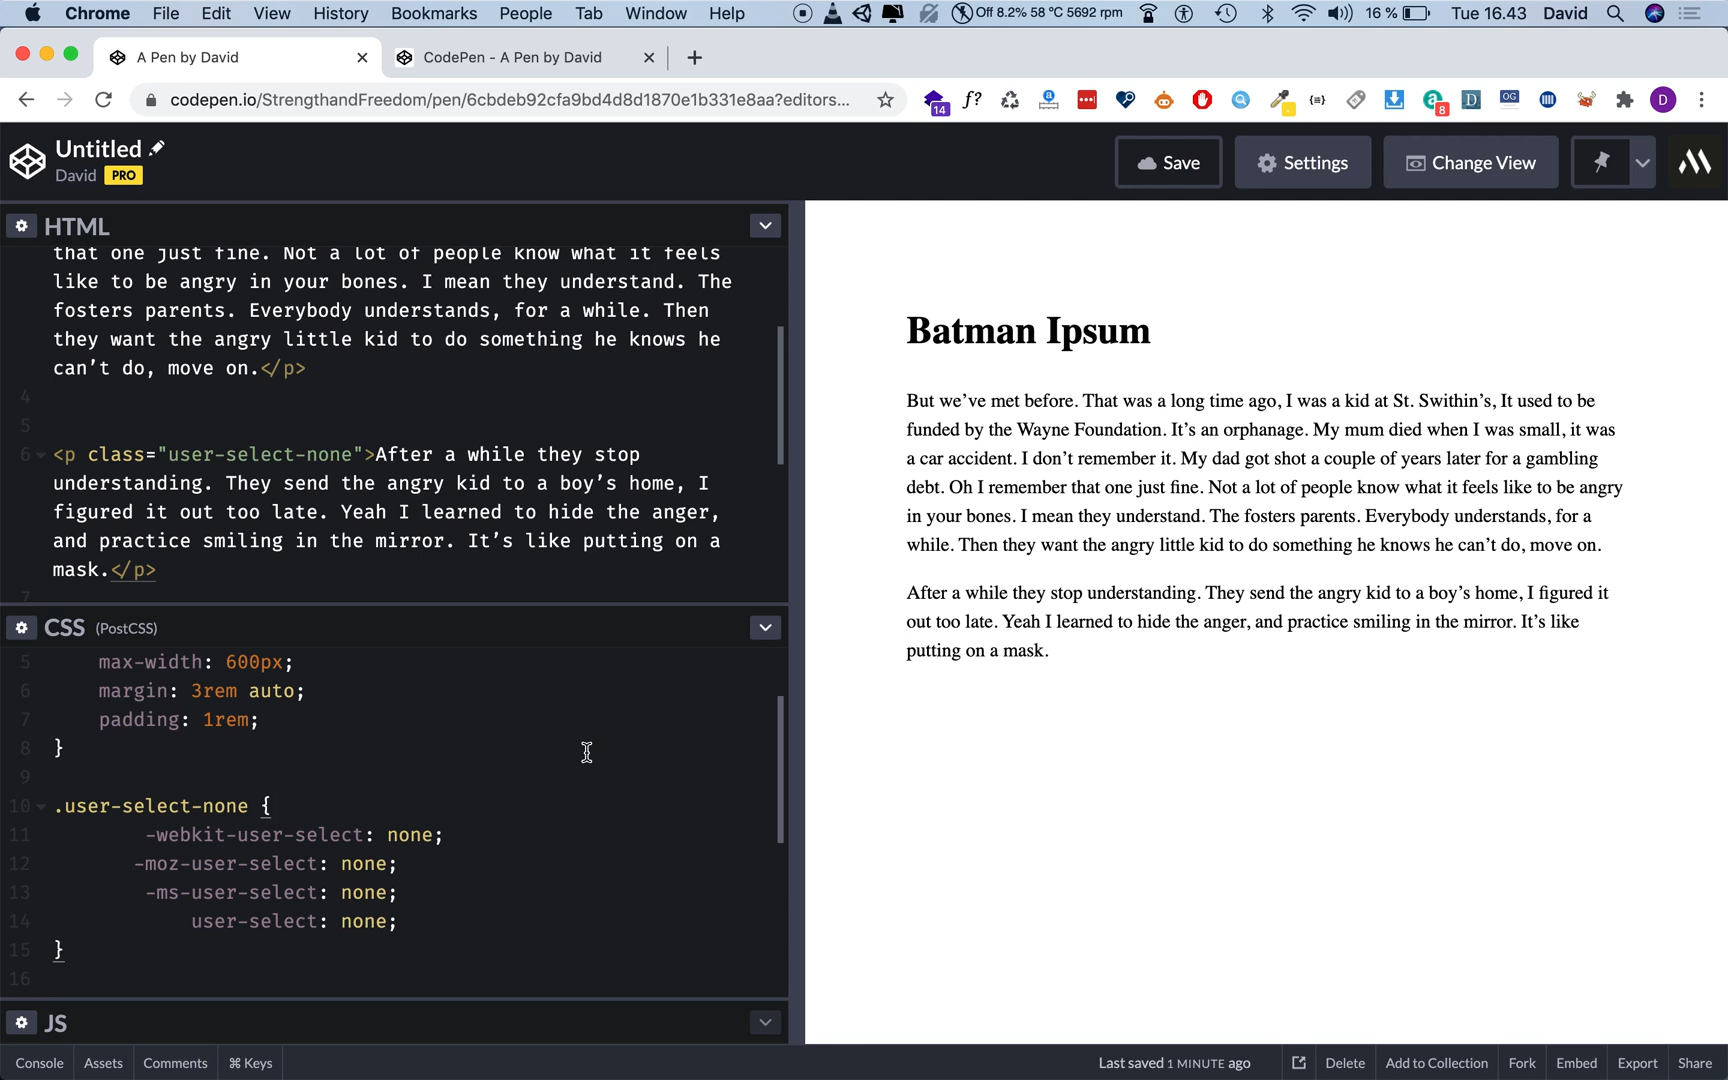 Chrome File Edit View History Bookmarks People Tab Window Help Off 8.2% 58 °C 5692 rpm 16 % Tue 16.43 David
A Pen by David CodePen - A Pen by David
codepen.io/StrengthandFreedom/pen/6cbdeb92cfa9bd4d8d1870e1b331e8aa?editors... 14 f? 8 D OG D
Untitled
David PRO
Save Settings Change View
HTML
that one just fine. Not a lot of people know what it feels
like to be angry in your bones. I mean they understand. The
fosters parents. Everybody understands, for a while. Then
they want the angry little kid to do something he knows he
can’t do, move on.</p>
4
5
6 <p class="user-select-none">After a while they stop
understanding. They send the angry kid to a boy’s home, I
figured it out too late. Yeah I learned to hide the anger,
and practice smiling in the mirror. It’s like putting on a
mask.</p>
7
CSS (PostCSS)
5 max-width: 600px;
6 margin: 3rem auto;
7 padding: 1rem;
8 }
9
10 .user-select-none {
11 -webkit-user-select: none;
12 -moz-user-select: none;
13 -ms-user-select: none;
14 user-select: none;
15 }
16
JS
Batman Ipsum
But we’ve met before. That was a long time ago, I was a kid at St. Swithin’s, It used to be
funded by the Wayne Foundation. It’s an orphanage. My mum died when I was small, it was
a car accident. I don’t remember it. My dad got shot a couple of years later for a gambling
debt. Oh I remember that one just fine. Not a lot of people know what it feels like to be angry
in your bones. I mean they understand. The fosters parents. Everybody understands, for a
while. Then they want the angry little kid to do something he knows he can’t do, move on.
After a while they stop understanding. They send the angry kid to a boy’s home, I figured it
out too late. Yeah I learned to hide the anger, and practice smiling in the mirror. It’s like
putting on a mask.
Console Assets Comments ⌘ Keys Last saved 1 MINUTE ago Delete Add to Collection Fork Embed Export Share